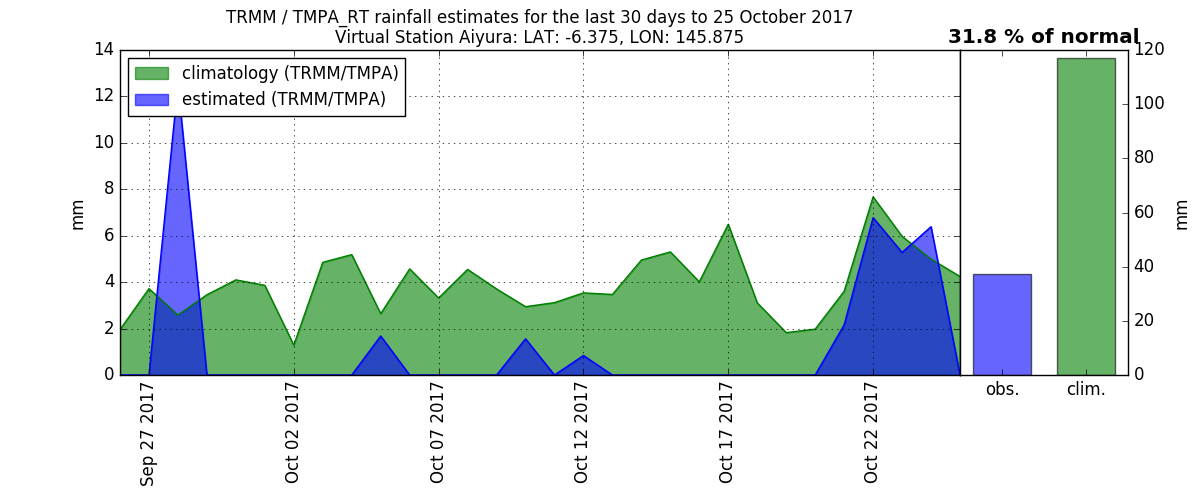 TRMM / TMPA_RT rainfall estimates for the last 30 days to 25 October 2017
Virtual Station Aiyura: LAT: -6.375, LON: 145.875
31.8 % of normal
climatology (TRMM/TMPA)
estimated (TRMM/TMPA)
14
12
10
8
6
4
2
0
mm
Sep 27 2017
Oct 02 2017
Oct 07 2017
Oct 12 2017
Oct 17 2017
Oct 22 2017
120
100
80
60
40
20
0
mm
obs.
clim.